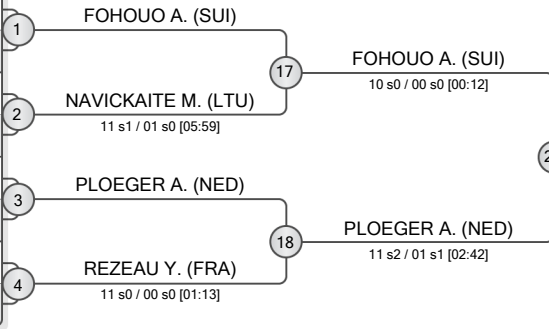 FOHOUO A. (SUI)
1
17
FOHOUO A. (SUI)
10 s0 / 00 s0 [00:12]
NAVICKAITE M. (LTU)
2
11 s1 / 01 s0 [05:59]
PLOEGER A. (NED)
3
18
PLOEGER A. (NED)
11 s2 / 01 s1 [02:42]
REZEAU Y. (FRA)
4
11 s0 / 00 s0 [01:13]